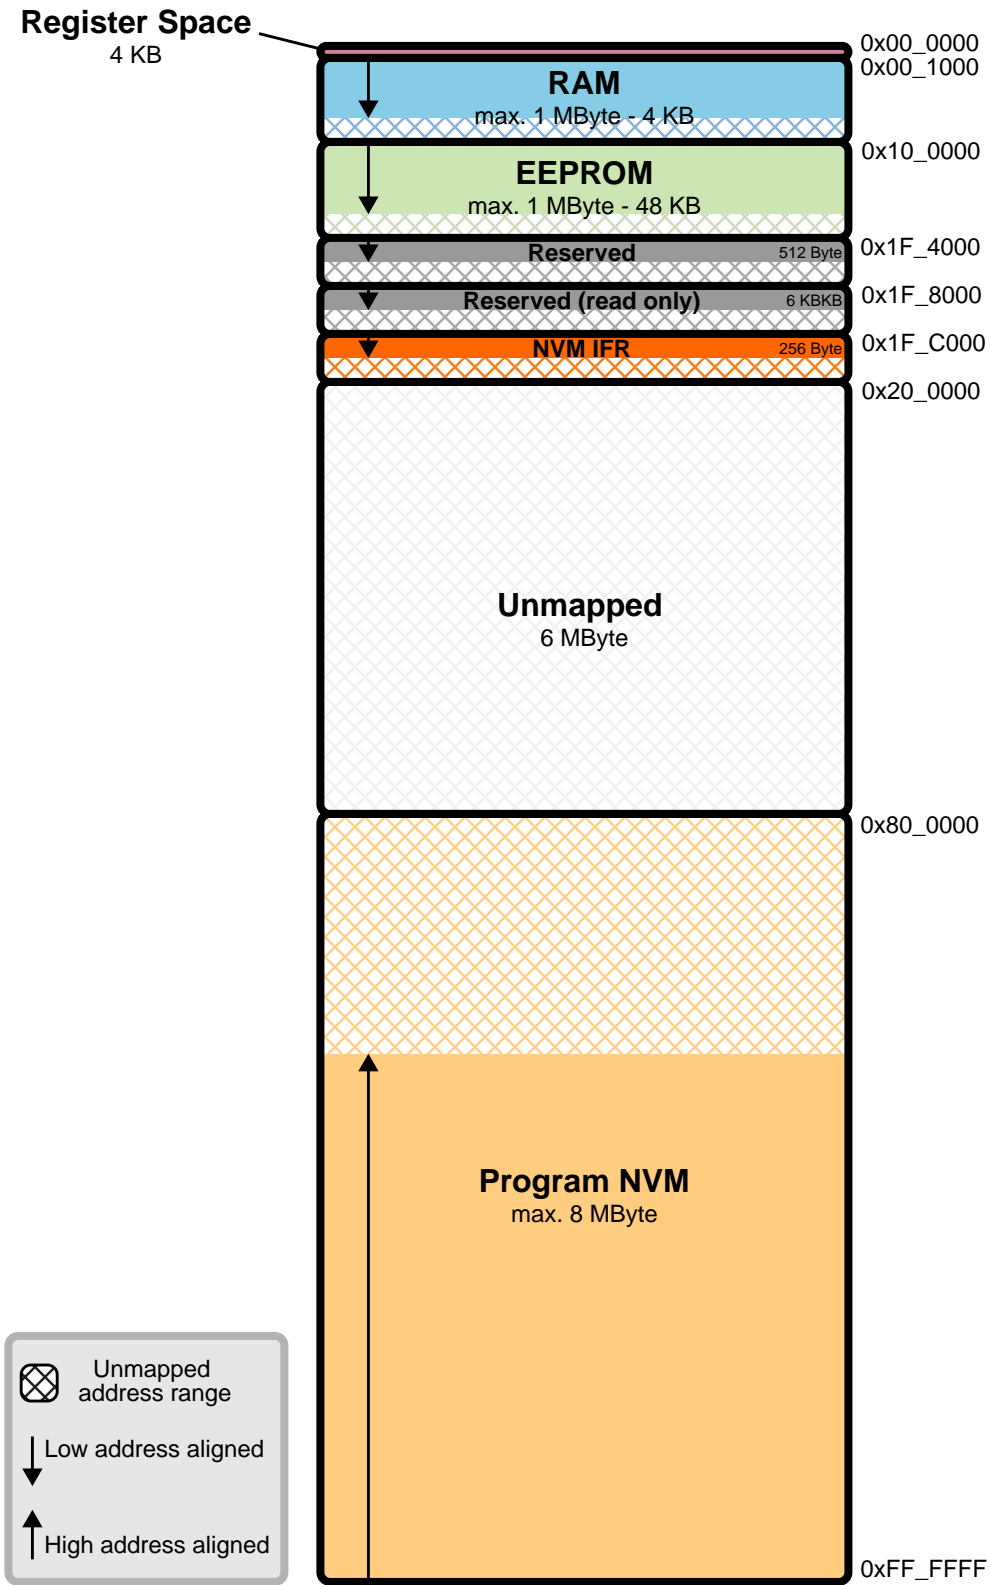 Register Space
4 KB
0x00_0000
0x00_1000
RAM
max. 1 MByte - 4 KB
0x10_0000
EEPROM
max. 1 MByte - 48 KB
0x1F_4000
Reserved
512 Byte
0x1F_8000
Reserved (read only)
6 KBKB
0x1F_C000
NVM IFR
256 Byte
0x20_0000
Unmapped
6 MByte
0x80_0000
Program NVM
max. 8 MByte
Unmapped
address range
Low address aligned
High address aligned
0xFF_FFFF